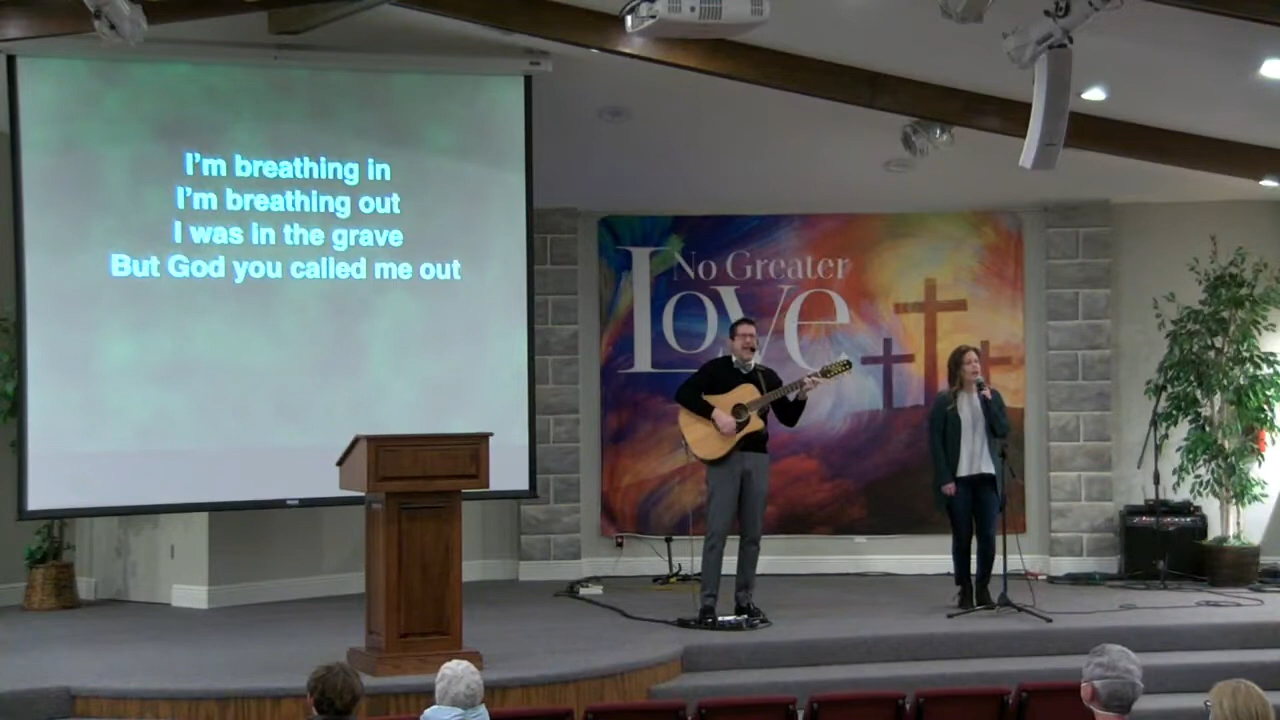 I'm breathing in
I'm breathing out
I was in the grave
But God you called me out
No Greater
Love